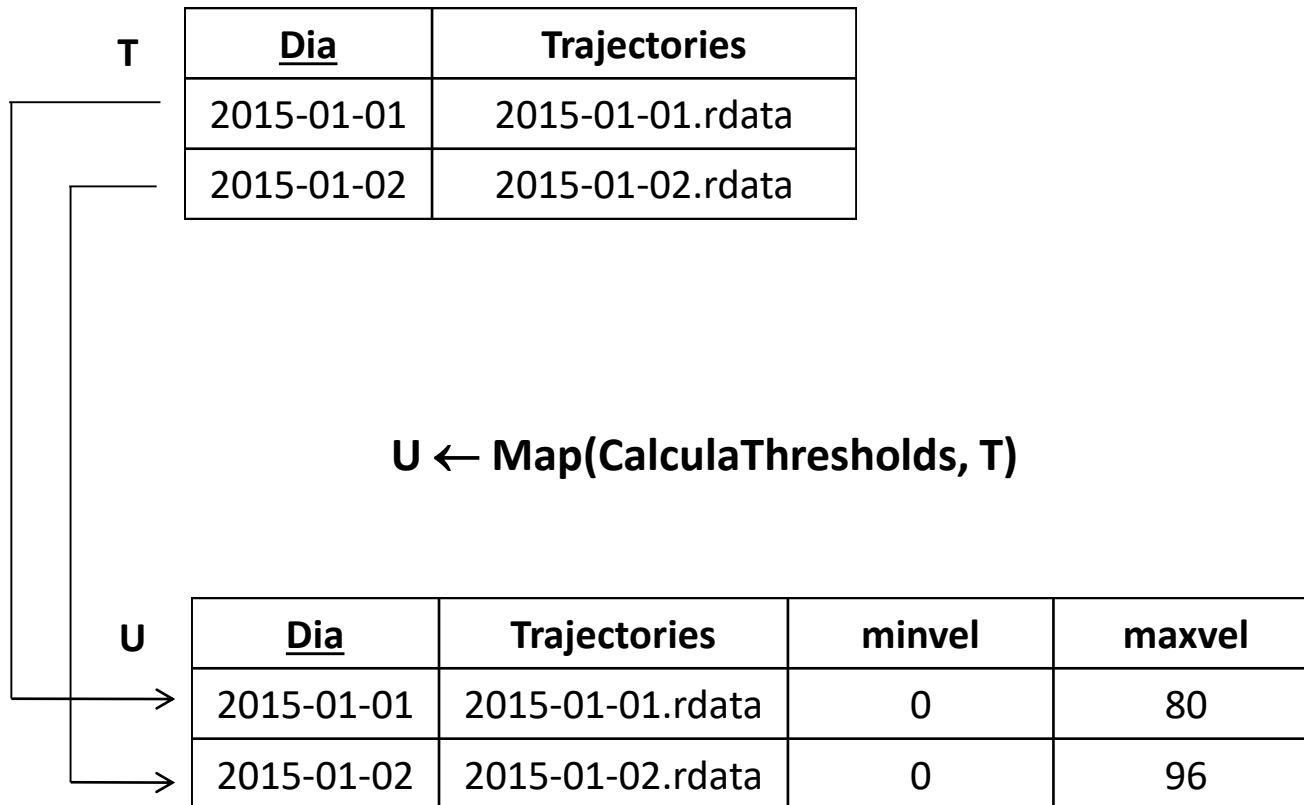 T
Dia Trajectories
2015-01-01 2015-01-01.rdata
2015-01-02 2015-01-02.rdata
U ← Map(CalculaThresholds, T)
U
Dia Trajectories minvel maxvel
2015-01-01 2015-01-01.rdata 0 80
2015-01-02 2015-01-02.rdata 0 96